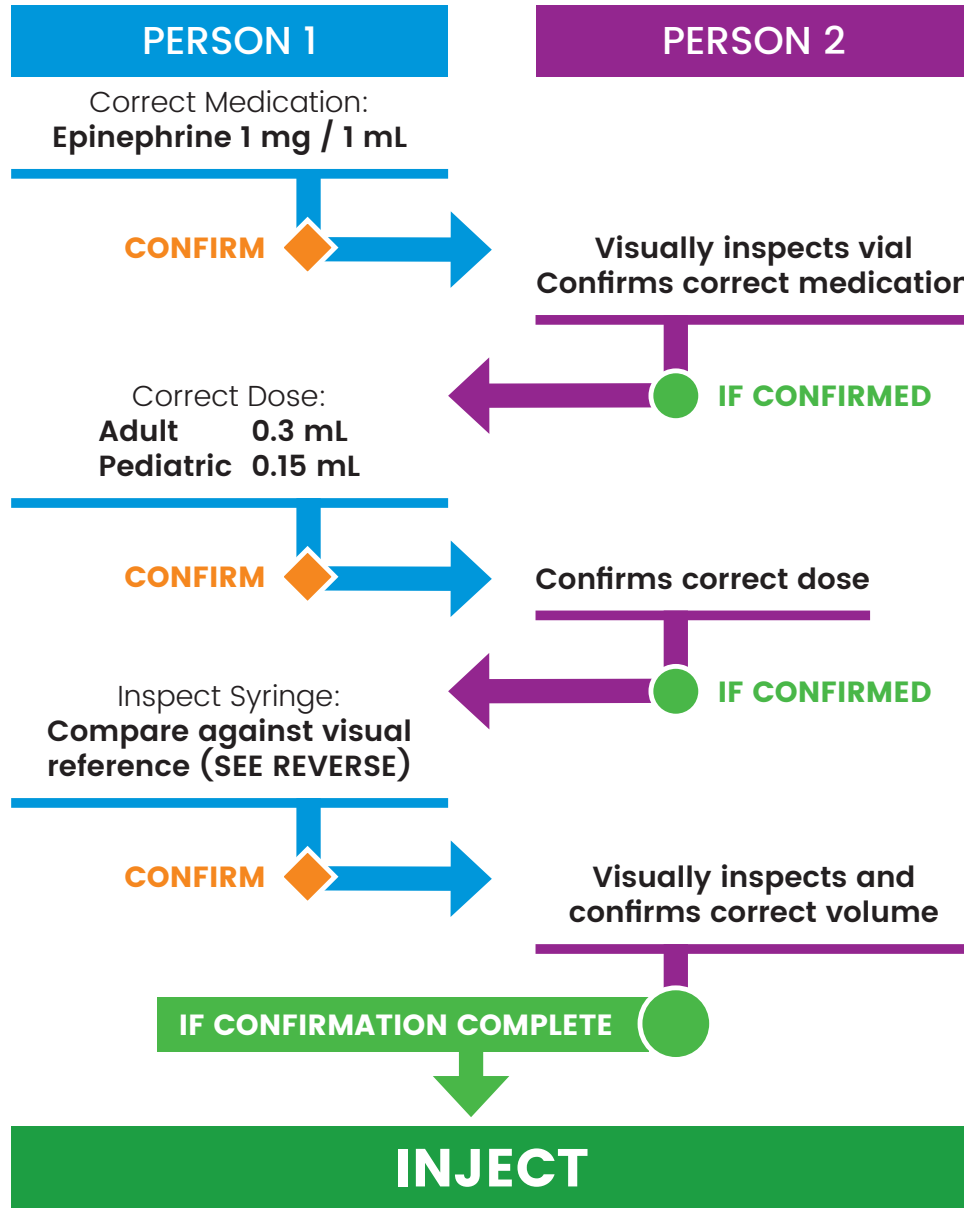 PERSON 1
PERSON 2
Correct Medication:
Epinephrine 1 mg / 1 mL
CONFIRM
Visually inspects vial
Confirms correct medication
IF CONFIRMED
Correct Dose:
Adult 0.3 mL
Pediatric 0.15 mL
CONFIRM
Confirms correct dose
IF CONFIRMED
Inspect Syringe:
Compare against visual
reference (SEE REVERSE)
CONFIRM
Visually inspects and
confirms correct volume
IF CONFIRMATION COMPLETE
INJECT